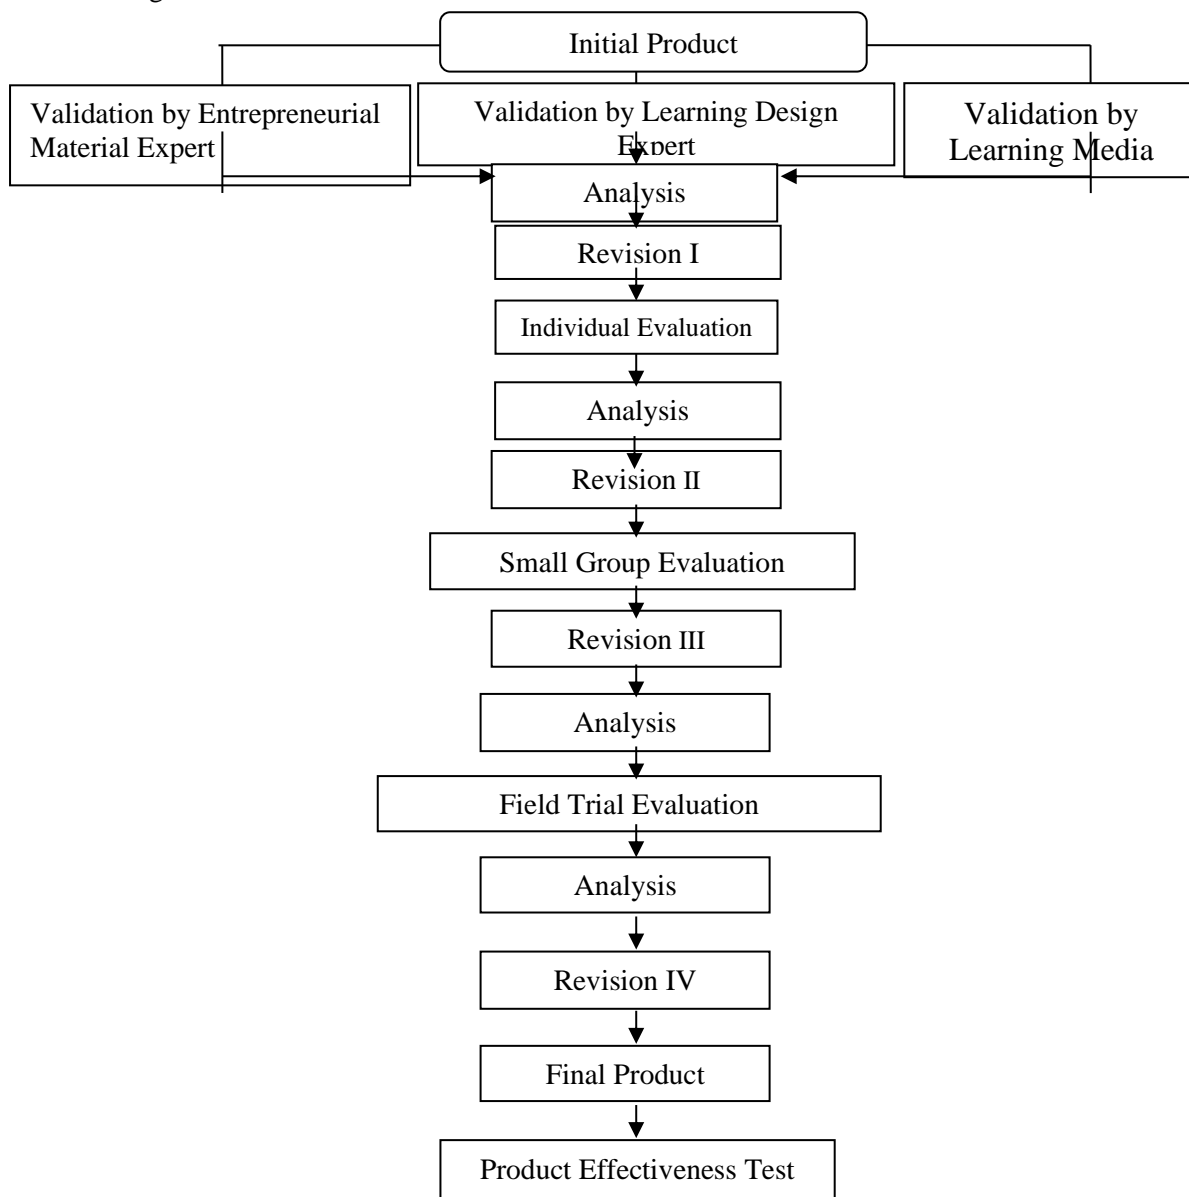 Initial Product
Validation by Entrepreneurial
Material Expert
Validation by Learning Design
Expert
Validation by
Learning Media
Analysis
Revision I
Individual Evaluation
Analysis
Revision II
Small Group Evaluation
Revision III
Analysis
Field Trial Evaluation
Analysis
Revision IV
Final Product
Product Effectiveness Test